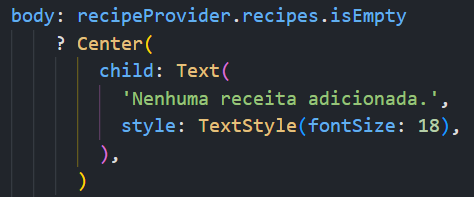 body: recipeProvider.recipes.isEmpty
? Center(
child: Text(
'Nenhuma receita adicionada.',
style: TextStyle(fontSize: 18),
),
)